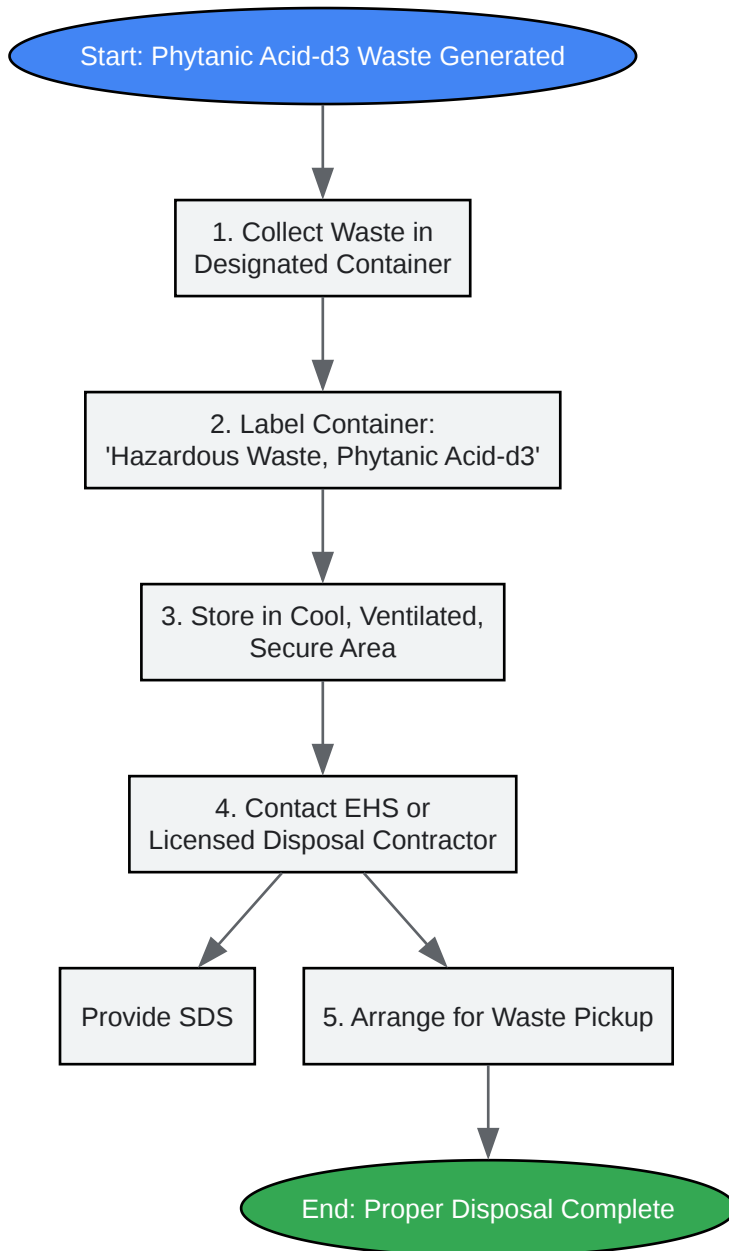 Start: Phytanic Acid-d3 Waste Generated
1. Collect Waste in
Designated Container
2. Label Container:
'Hazardous Waste, Phytanic Acid-d3'
3. Store in Cool, Ventilated,
Secure Area
4. Contact EHS or
Licensed Disposal Contractor
Provide SDS
5. Arrange for Waste Pickup
End: Proper Disposal Complete